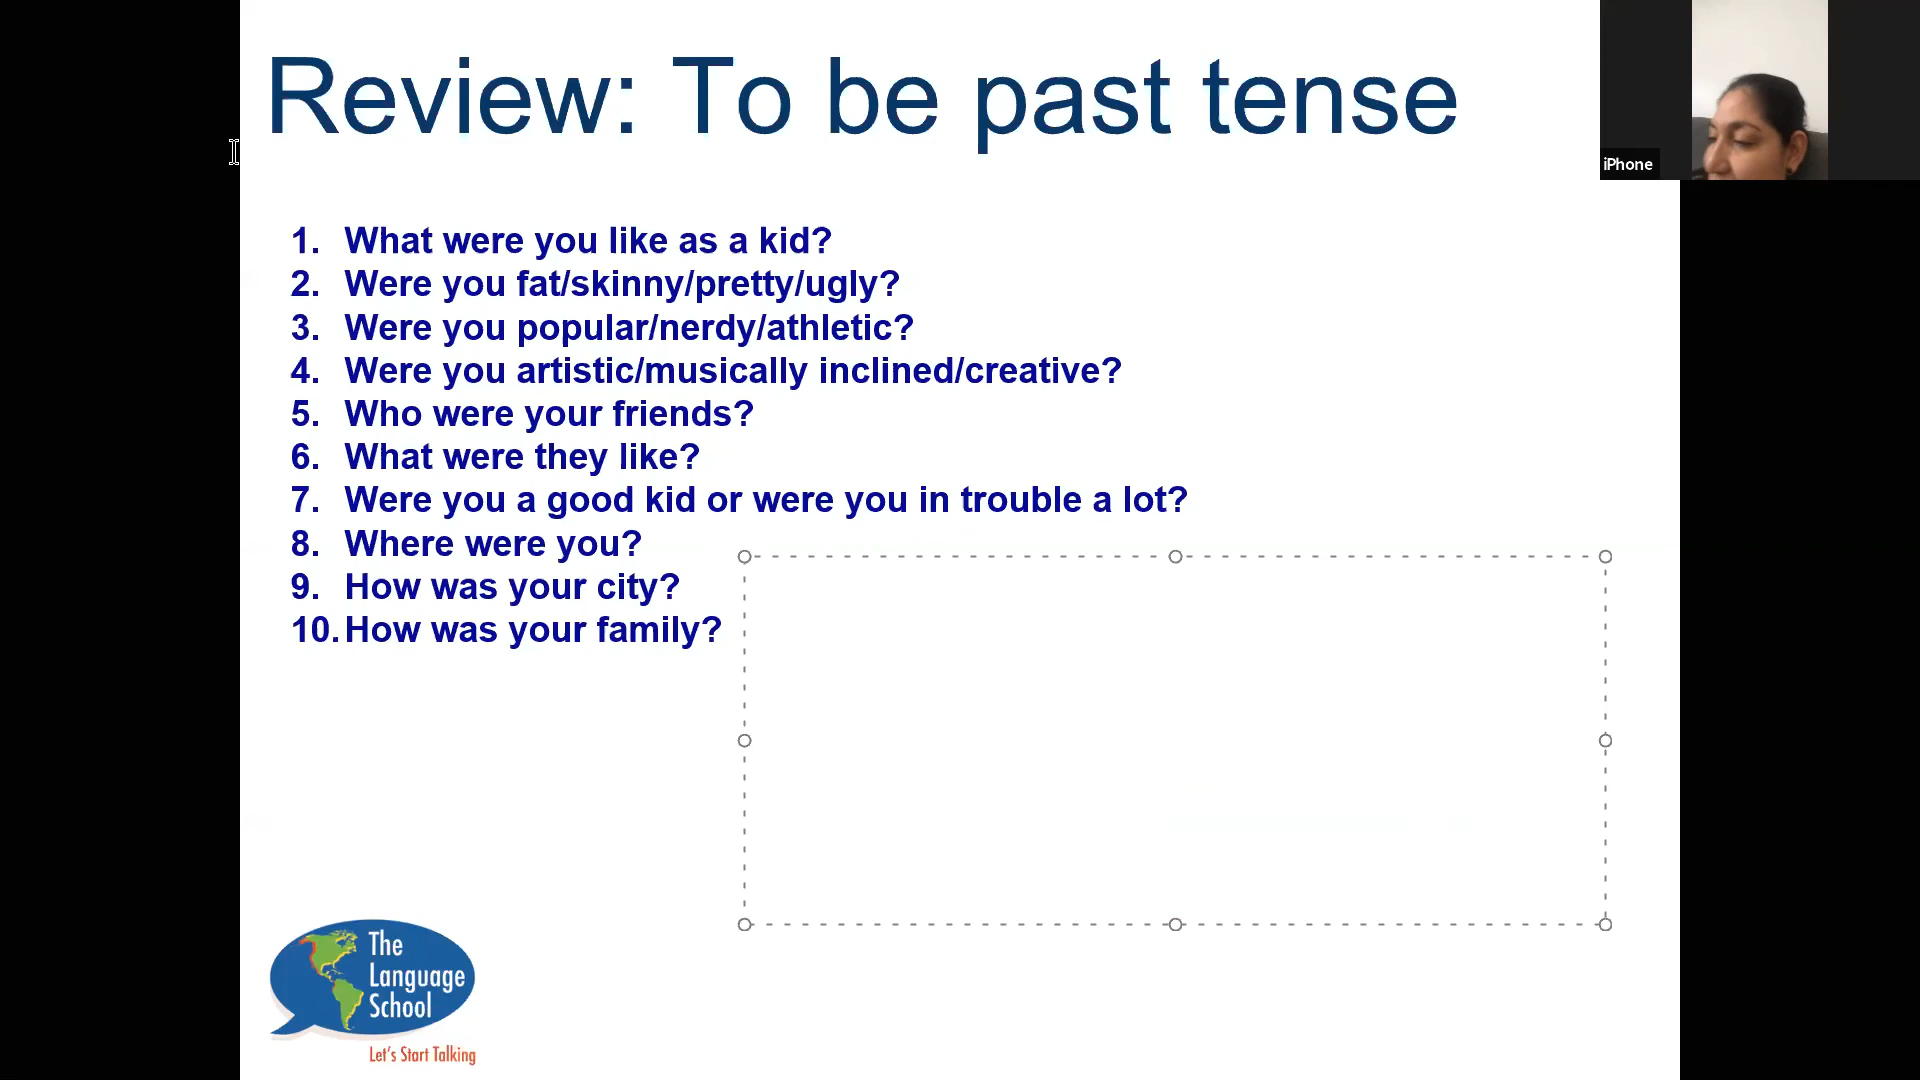 Review: To be past tense
iPhone
1. What were you like as a kid?
2. Were you fat/skinny/pretty/ugly?
3. Were you popular/nerdy/athletic?
4. Were you artistic/musically inclined/creative?
5. Who were your friends?
6. What were they like?
7. Were you a good kid or were you in trouble a lot?
8. Where were you?
9. How was your city?
10. How was your family?
The
Language
School
Let's Start Talking